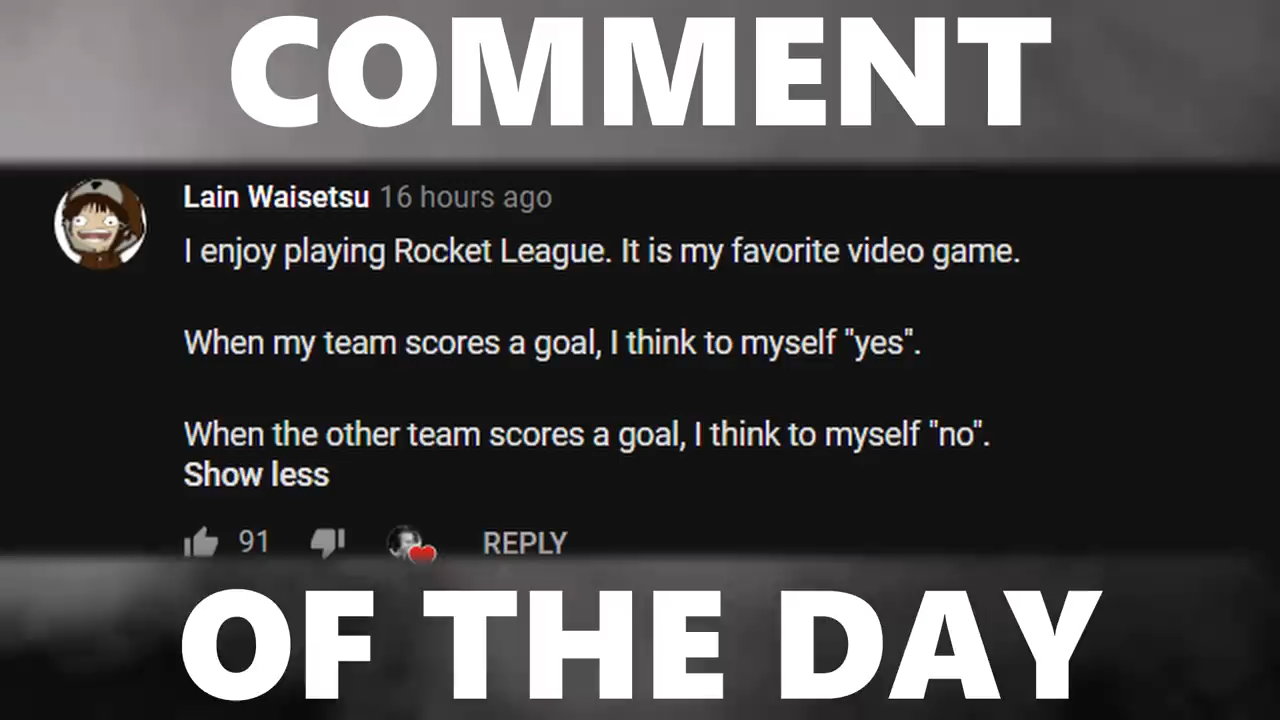 COMMENT
Lain Waisetsu 16 hours ago
I enjoy playing Rocket League. It is my favorite video game.
When my team scores a goal, I think to myself "yes".
When the other team scores a goal, I think to myself "no".
Show less
91 REPLY
OF THE DAY